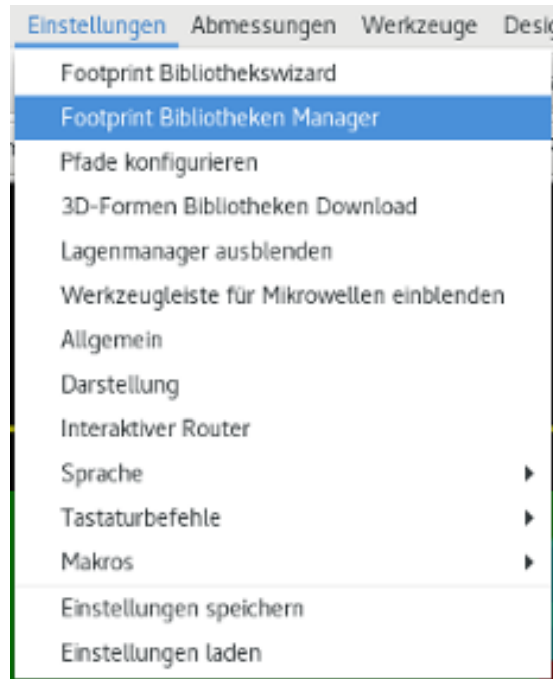 Einstellungen Abmessungen Werkzeuge
Footprint Bibliothekswizard
Footprint Bibliotheken Manager
Pfade konfigurieren
3D-Formen Bibliotheken Download
Lagenmanager ausblenden
Werkzeugleiste für Mikrowellen einblenden
Allgemein
Darstellung
Interaktiver Router
Sprache
Tastaturbefehle
Makros
Einstellungen speichern
Einstellungen laden